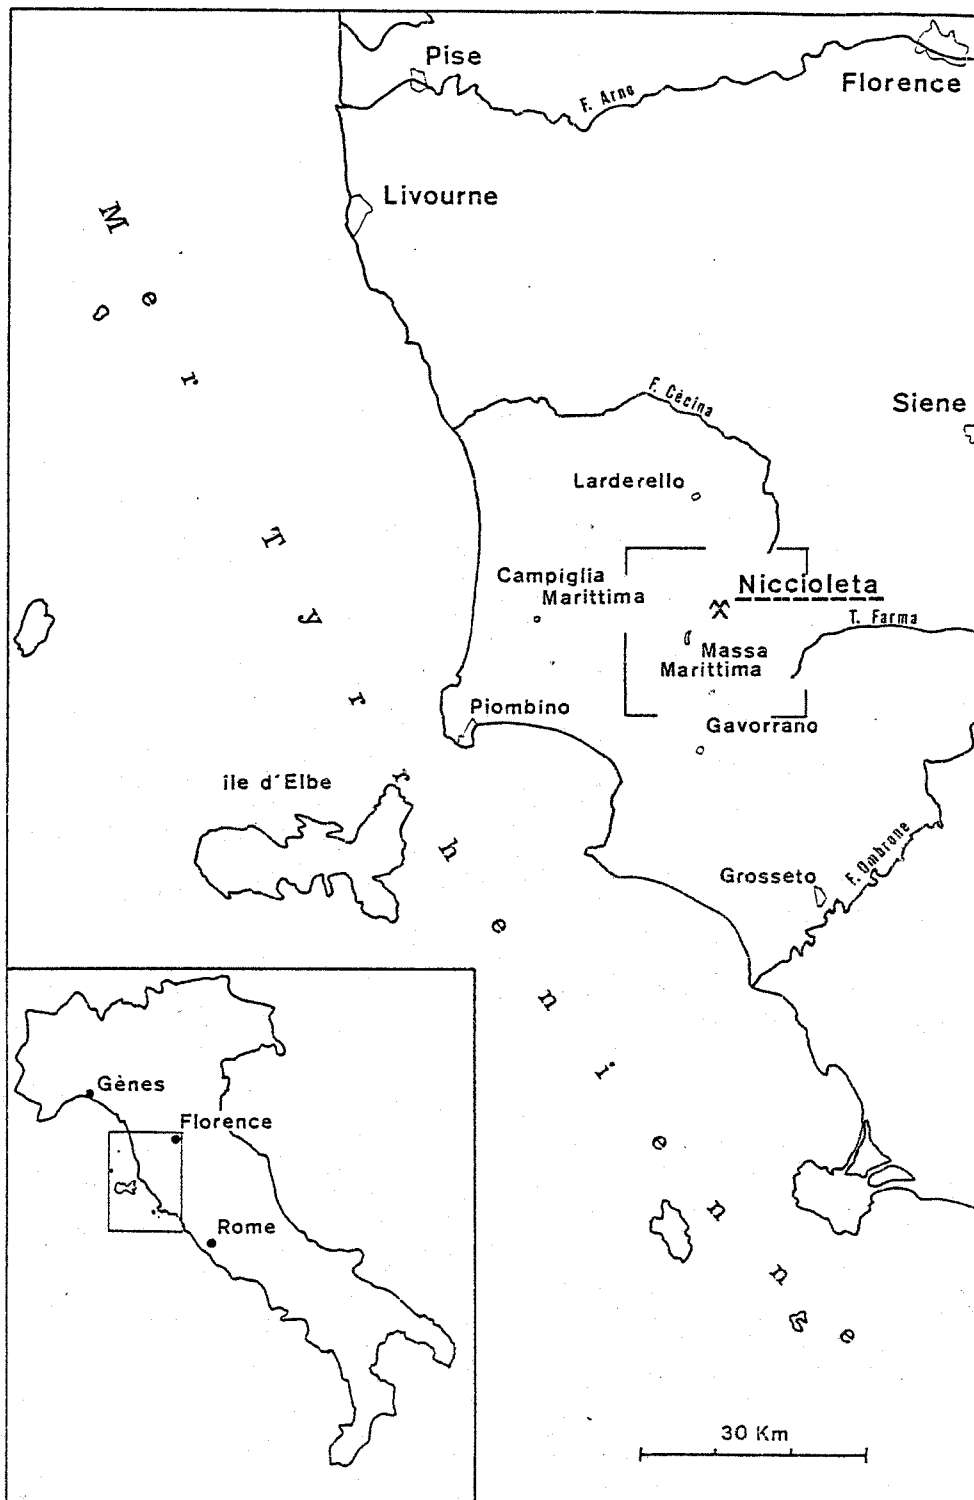 Pise
Florence
F. Arno
Livourne
Mer Tyrrhenienne
F. Cècina
Siene
Larderello
Campiglia
Marittima
Niccioleta
T. Farma
Massa
Marittima
Piombino
Gavorrano
ile d'Elbe
F. Ombrone
Grosseto
Gènes
Florence
Rome
30 Km